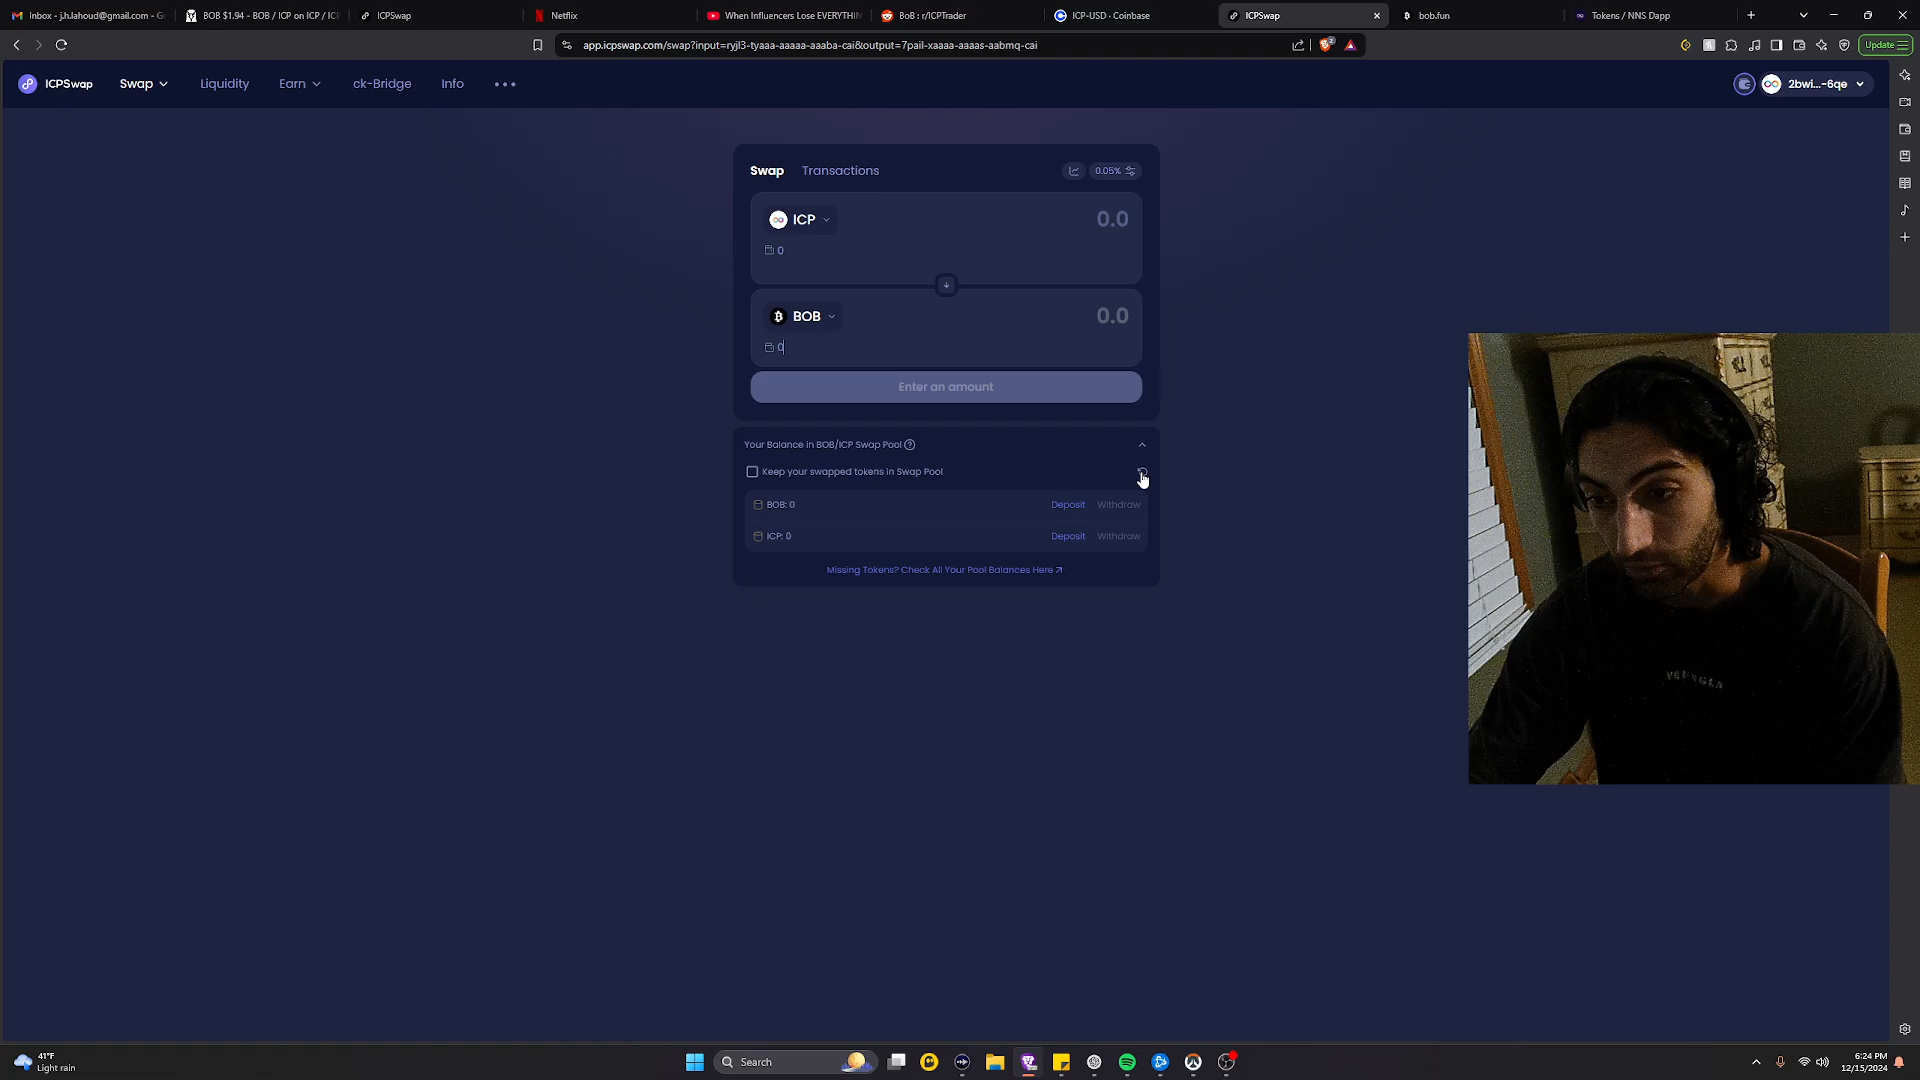 Inbox - j.h.lahoud@gmail.com - G
BOB $1.94 - BOB / ICP on ICP / ICP
ICPSwap
Netflix
When Influencers Lose EVERYTHIN
BoB : r/ICPTrader
ICP-USD · Coinbase
ICPSwap
bob.fun
Tokens / NNS Dapp
app.icpswap.com/swap?input=ryjl3-tyaaa-aaaaa-aaaba-cai&output=7pail-xaaaa-aaaas-aabmq-cai
2
Update
ICPSwap
Swap
Liquidity
Earn
ck-Bridge
Info
2bwi...-6qe
Swap
Transactions
0.05%
ICP
0.0
0
BOB
0.0
0
Enter an amount
Your Balance in BOB/ICP Swap Pool
Keep your swapped tokens in Swap Pool
BOB: 0
Deposit
Withdraw
ICP: 0
Deposit
Withdraw
Missing Tokens? Check All Your Pool Balances Here
YOUNGLA
41°F
Light rain
Search
6:24 PM
12/15/2024